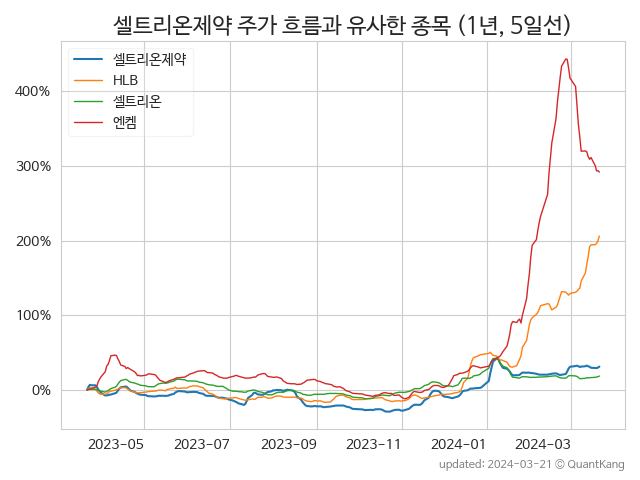 셀트리온제약 주가 흐름과 유사한 종목 (1년, 5일선)
셀트리온제약
HLB
셀트리온
엔켐
400%
300%
200%
100%
0%
2023-05 2023-07 2023-09 2023-11 2024-01 2024-03
updated: 2024-03-21 © QuantKang